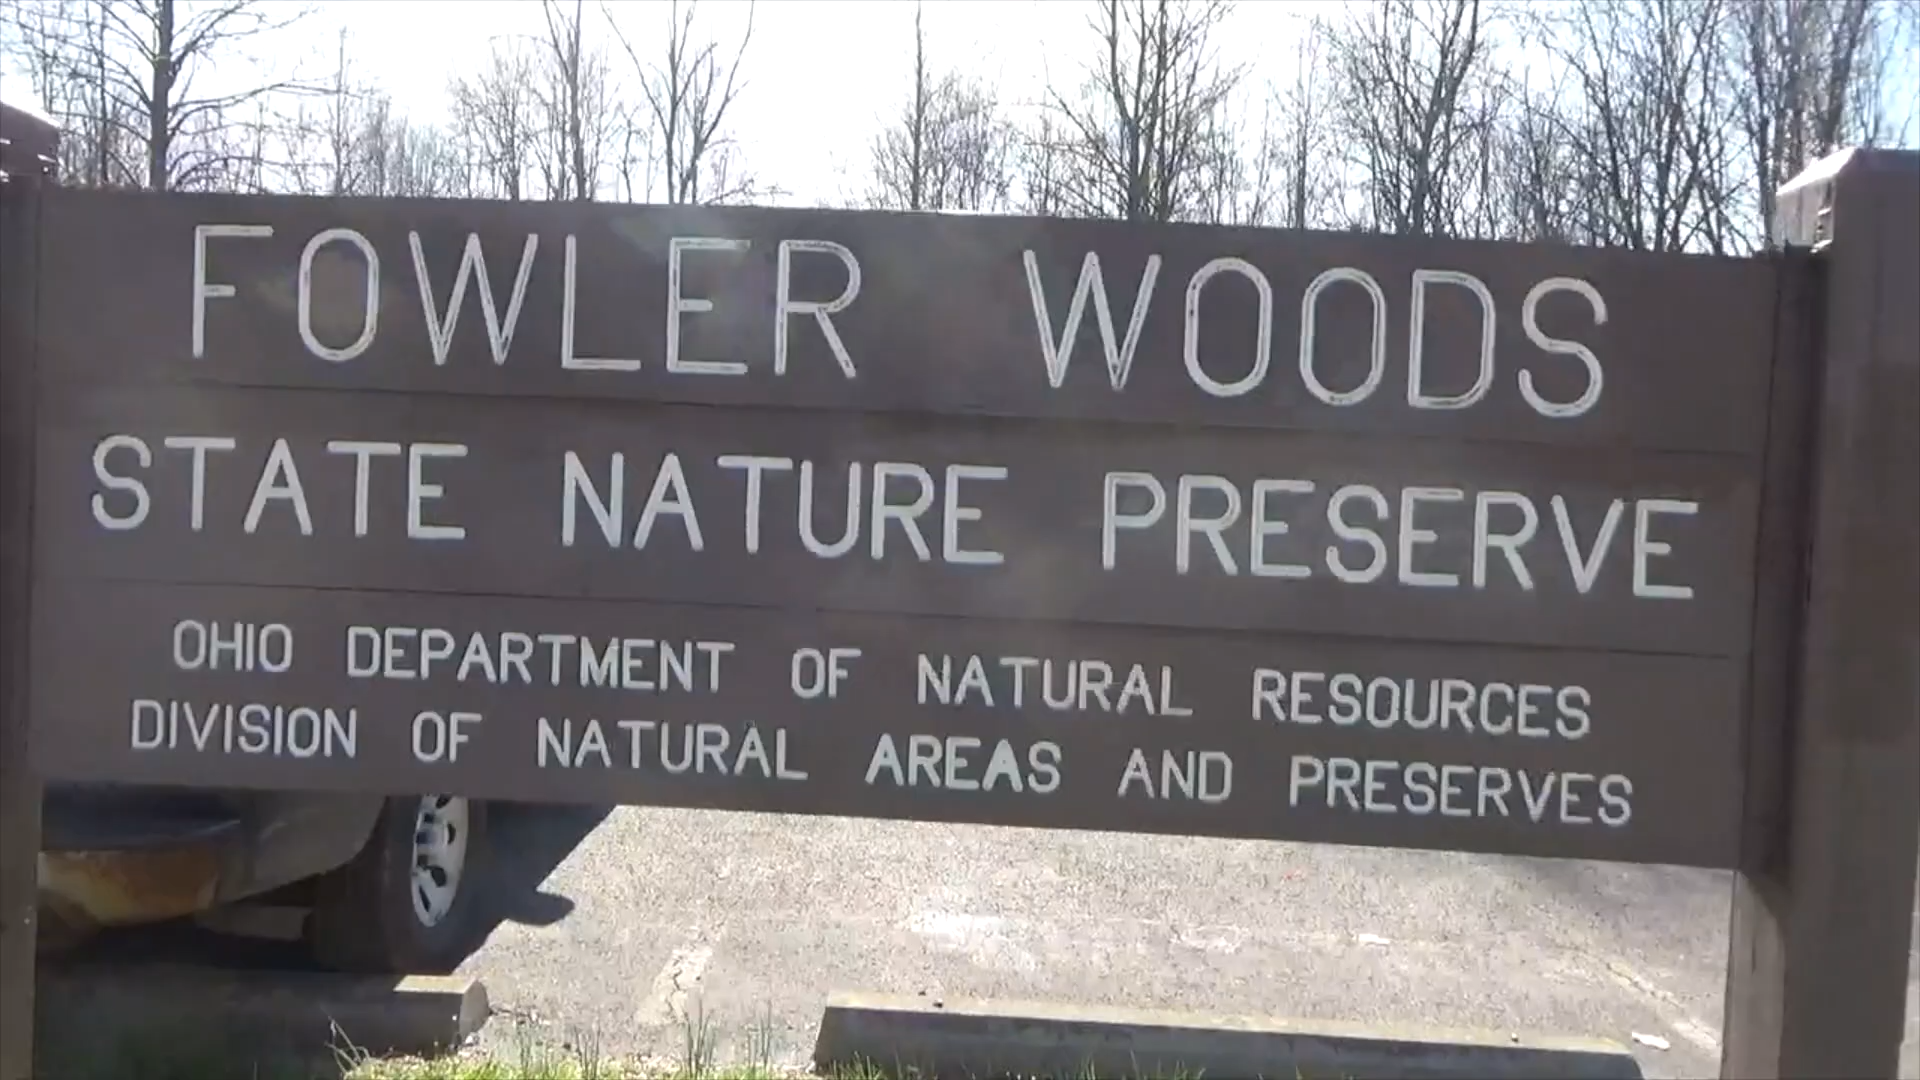 FOWLER WOODS
STATE NATURE PRESERVE
OHIO DEPARTMENT OF NATURAL RESOURCES
DIVISION OF NATURAL AREAS AND PRESERVES